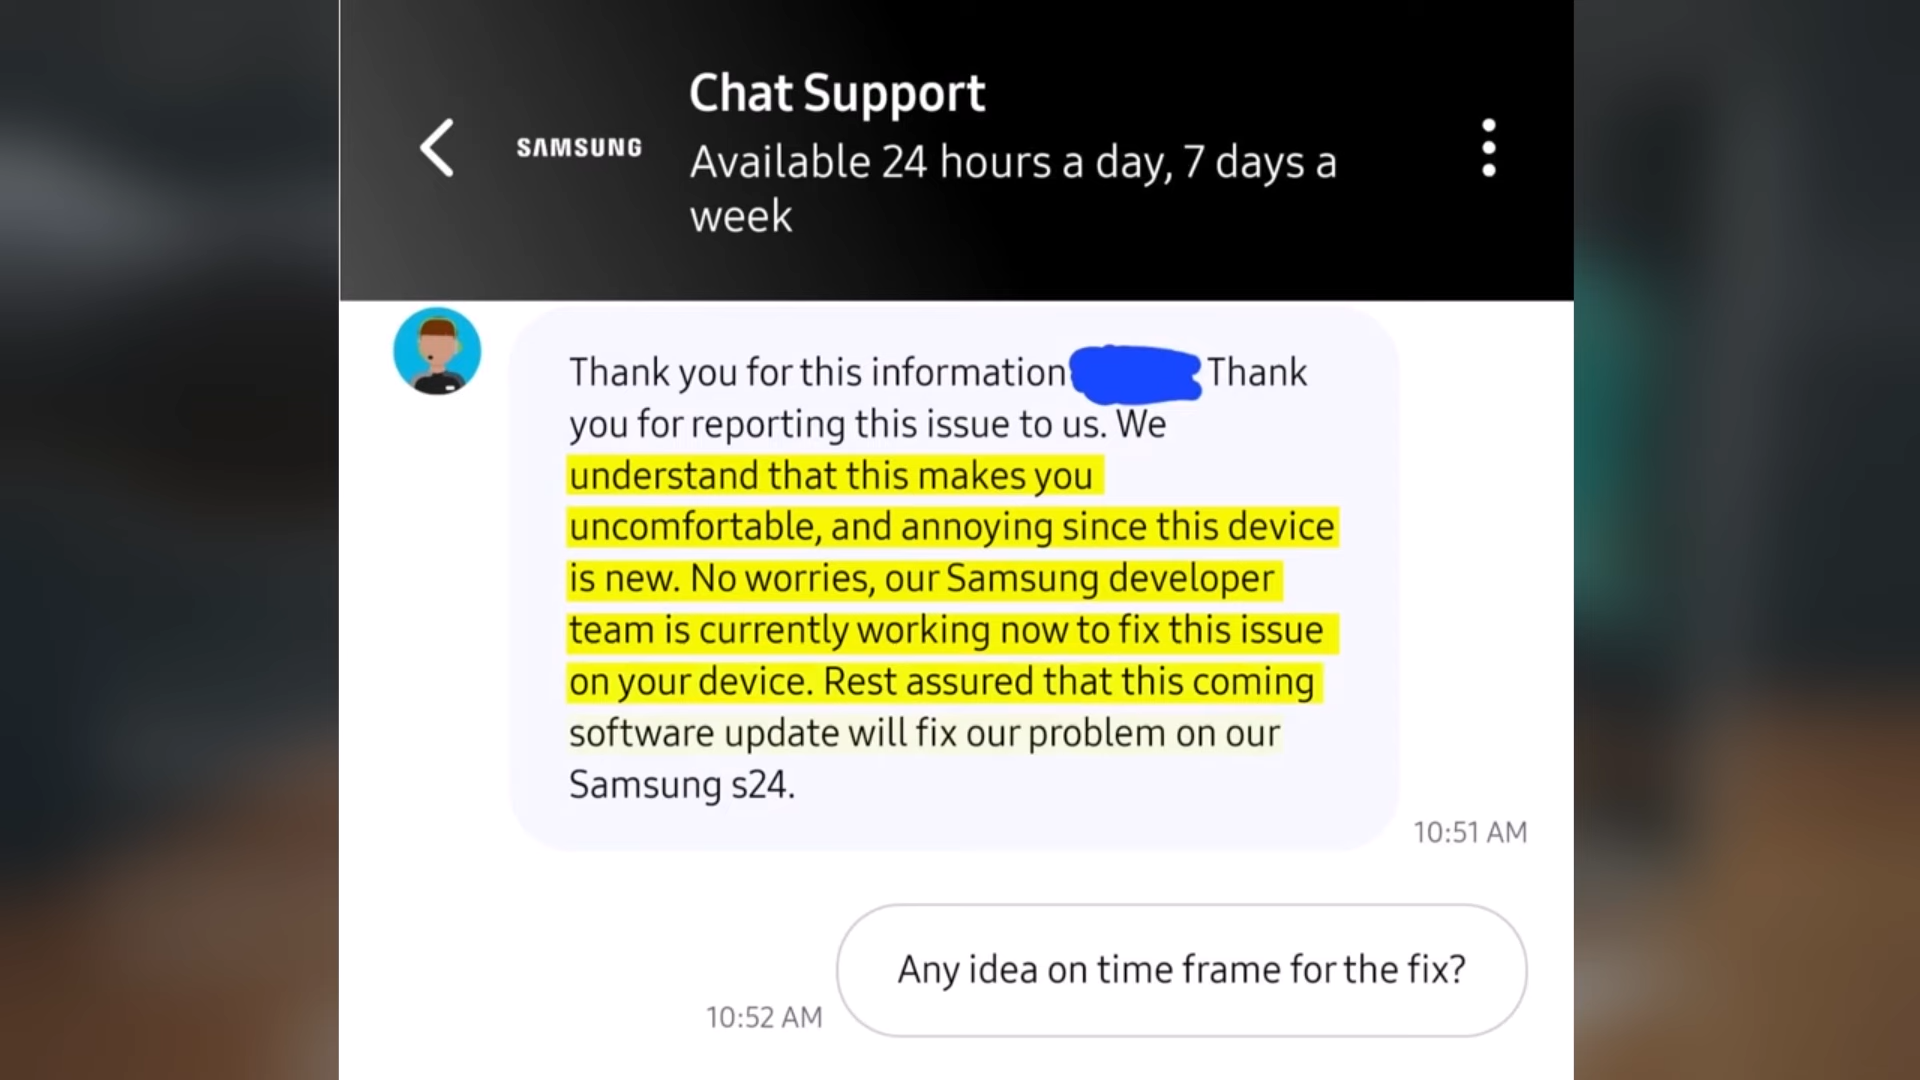 Chat Support
SAMSUNG
Available 24 hours a day, 7 days a
week
Thank you for this information Thank
you for reporting this issue to us. We
understand that this makes you
uncomfortable, and annoying since this device
is new. No worries, our Samsung developer
team is currently working now to fix this issue
on your device. Rest assured that this coming
software update will fix our problem on our
Samsung s24.
10:51 AM
Any idea on time frame for the fix?
10:52 AM